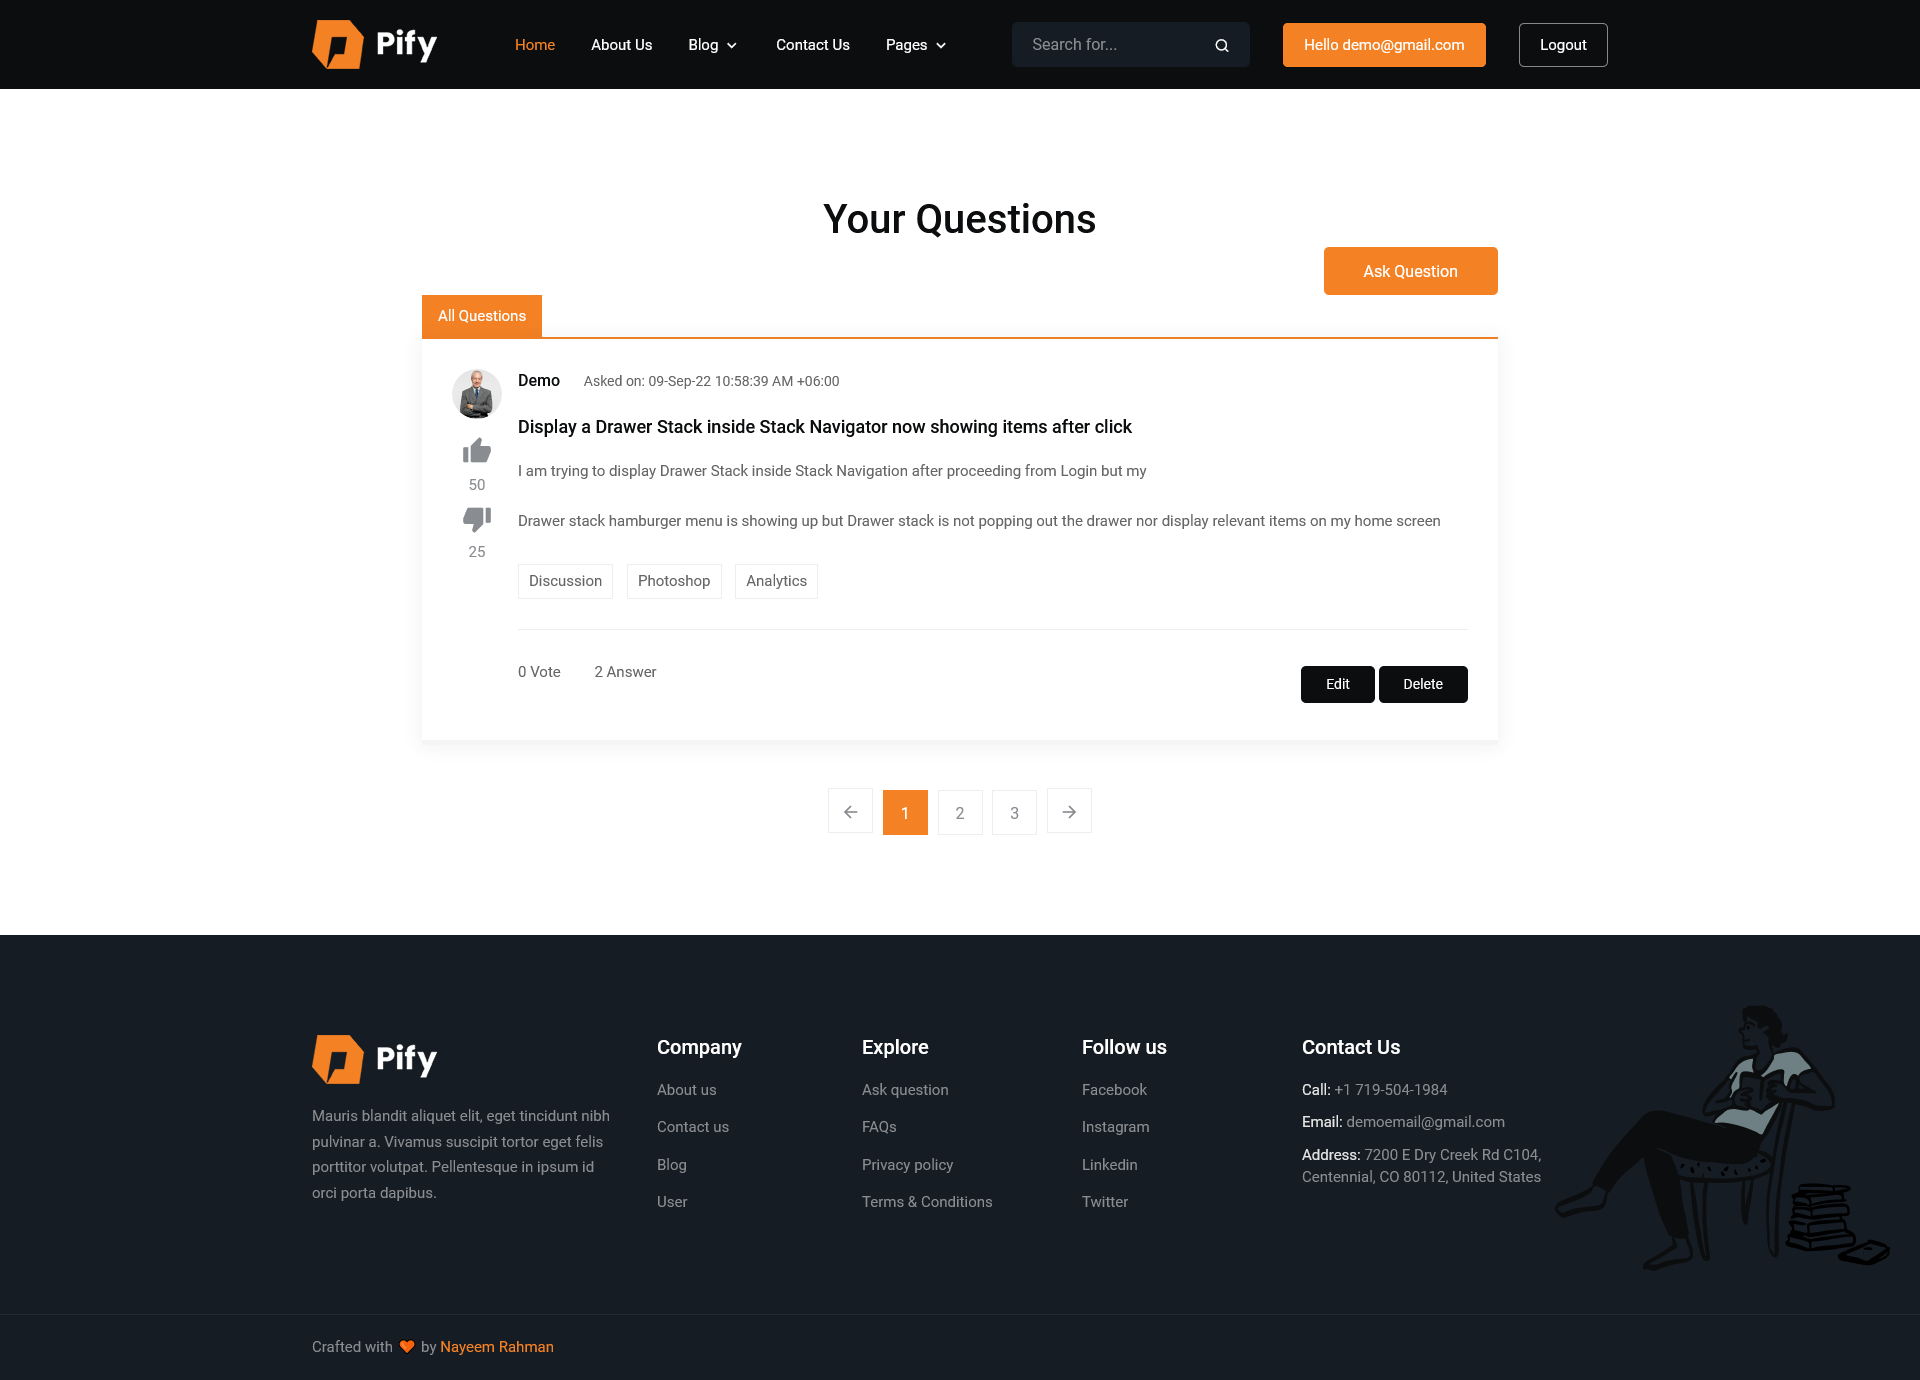 Pify
Home
About Us
Blog
Contact Us
Pages
Search for...
Hello demo@gmail.com
Logout
Your Questions
Ask Question
All Questions
Demo
Asked on: 09-Sep-22 10:58:39 AM +06:00
Display a Drawer Stack inside Stack Navigator now showing items after click
50
I am trying to display Drawer Stack inside Stack Navigation after proceeding from Login but my
25
Drawer stack hamburger menu is showing up but Drawer stack is not popping out the drawer nor display relevant items on my home screen
Discussion
Photoshop
Analytics
0 Vote
2 Answer
Edit
Delete
1
2
3
Pify
Mauris blandit aliquet elit, eget tincidunt nibh
pulvinar a. Vivamus suscipit tortor eget felis
porttitor volutpat. Pellentesque in ipsum id
orci porta dapibus.
Company
About us
Contact us
Blog
User
Explore
Ask question
FAQs
Privacy policy
Terms & Conditions
Follow us
Facebook
Instagram
Linkedin
Twitter
Contact Us
Call: +1 719-504-1984
Email: demoemail@gmail.com
Address: 7200 E Dry Creek Rd C104,
Centennial, CO 80112, United States
Crafted with 🧡 by Nayeem Rahman